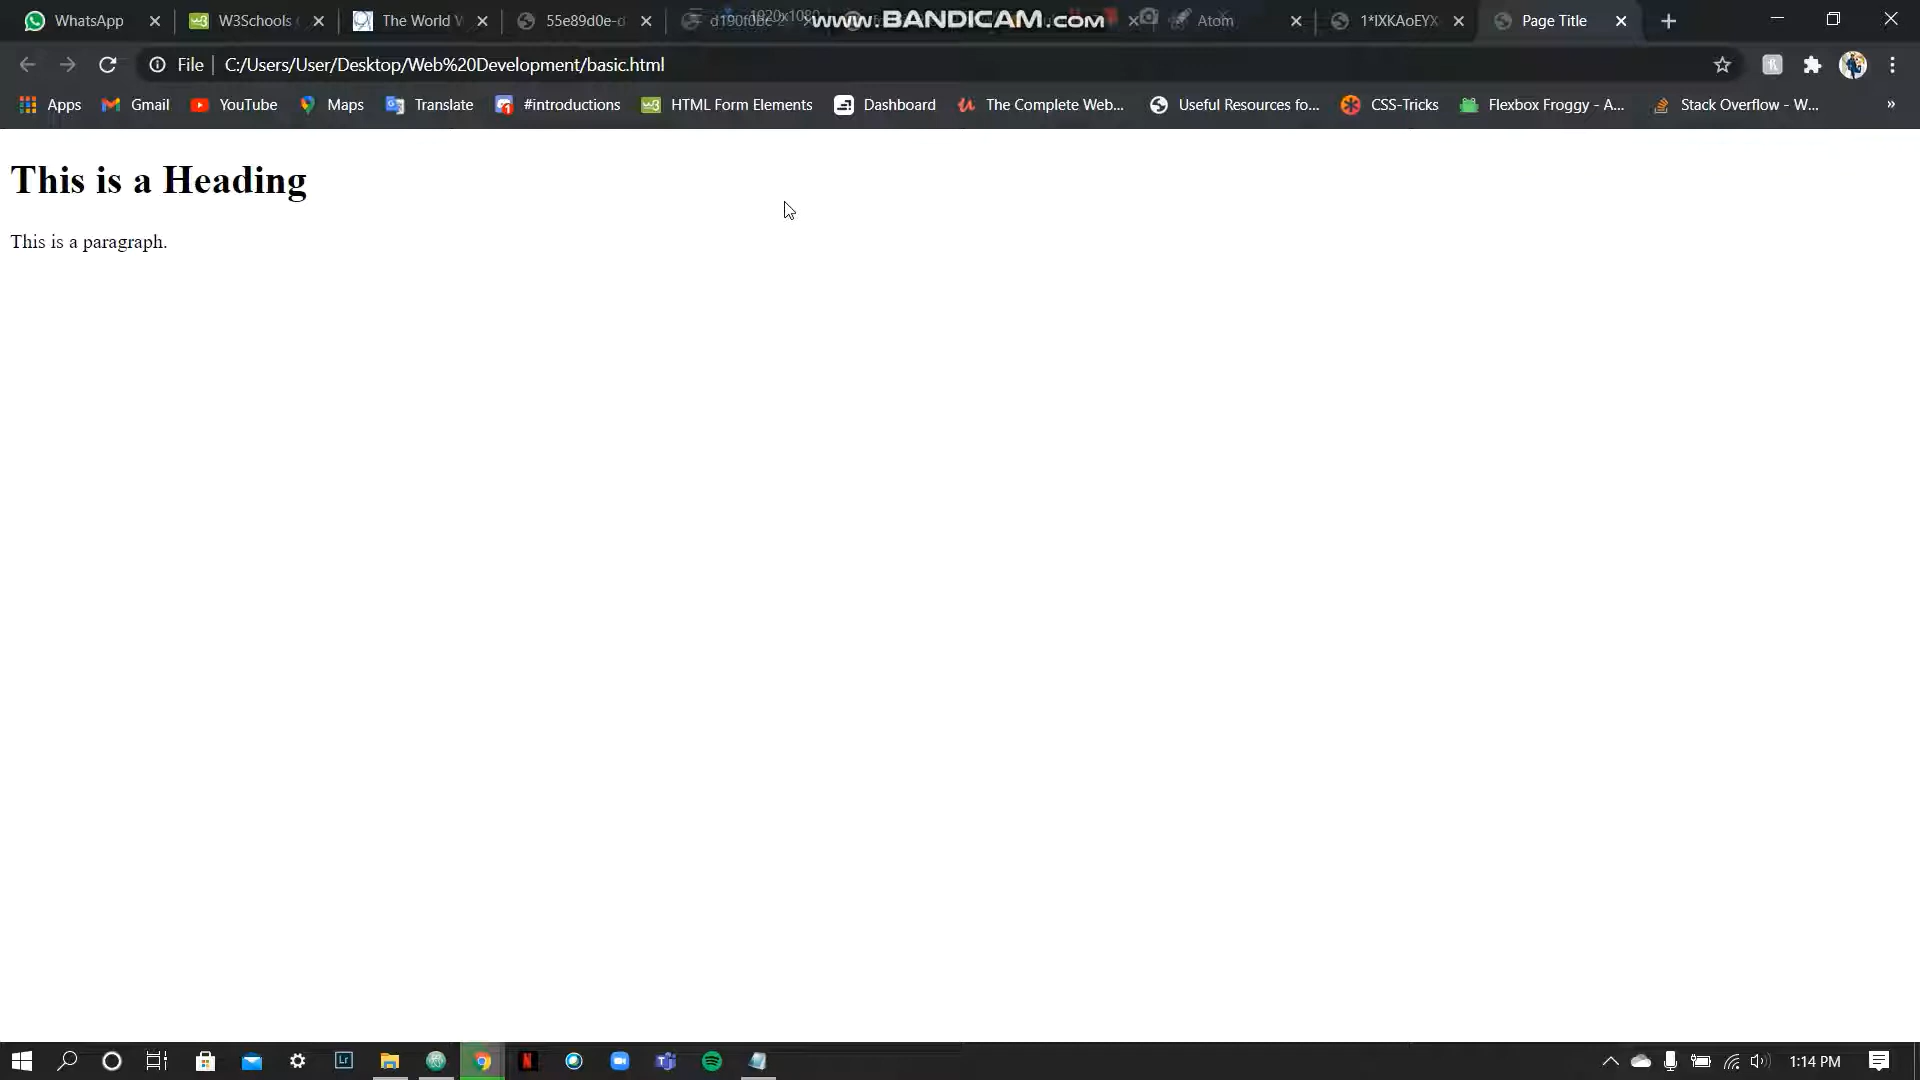 WhatsApp
W3Schools
The World W
55e89d0e-d
1920x1080
www.BANDICAM.com
Atom
1*IXKAoEYX
Page Title
File
C:/Users/User/Desktop/Web%20Development/basic.html
Apps
Gmail
YouTube
Maps
Translate
#introductions
HTML Form Elements
Dashboard
The Complete Web...
Useful Resources fo...
CSS-Tricks
Flexbox Froggy - A...
Stack Overflow - W...
»
This is a Heading
This is a paragraph.
Lr
1:14 PM